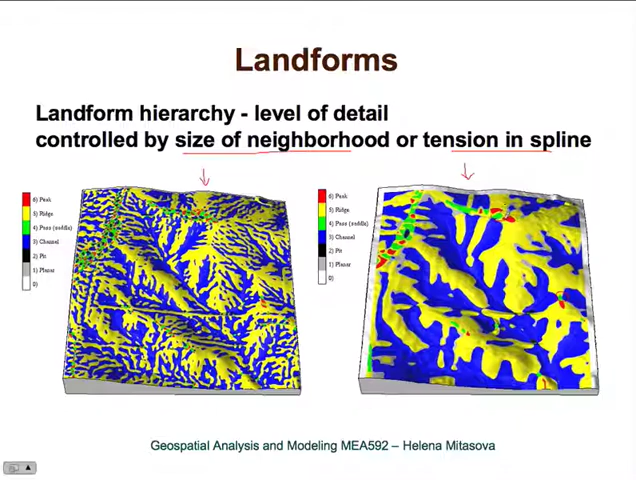 Landforms
Landform hierarchy - level of detail
controlled by size of neighborhood or tension in spline
6) Peak
5) Ridge
4) Pass (saddle)
3) Channel
2) Pit
1) Planar
0)
6) Peak
5) Ridge
4) Pass (saddle)
3) Channel
2) Pit
1) Planar
0)
Geospatial Analysis and Modeling MEA592 – Helena Mitasova